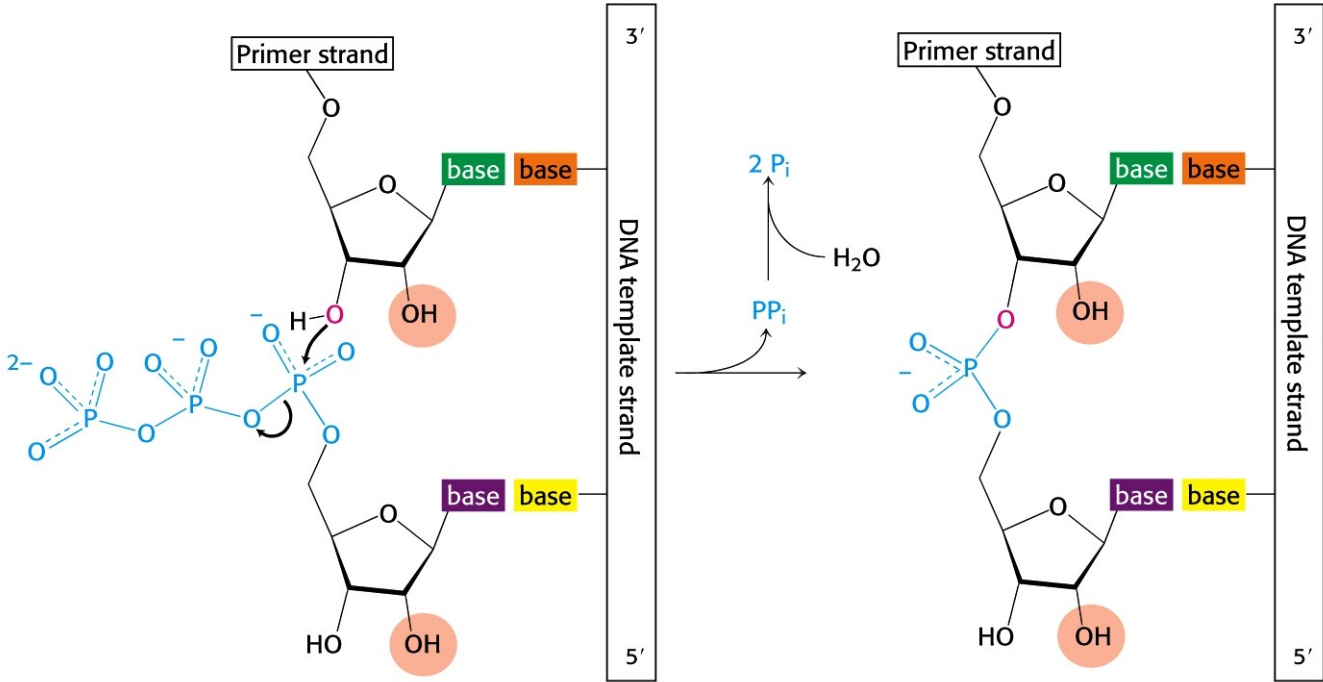 Primer strand
O
base base
O
H–O
OH
–
O
O
P
2–
O
O
–
O
O
P
O
P
O
O
O
O
base base
O
HO
OH
3′
DNA template strand
5′
2 Pi
H₂O
PPi
Primer strand
O
base base
O
OH
O
O
P
–
O
O
base base
O
HO
OH
3′
DNA template strand
5′